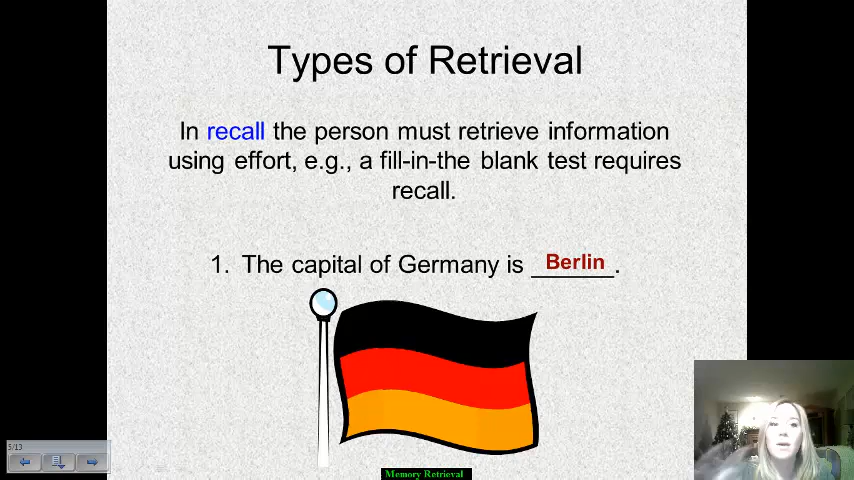 Types of Retrieval
In recall the person must retrieve information
using effort, e.g., a fill-in-the blank test requires
recall.
1. The capital of Germany is Berlin.
5/13
Memory Retrieval